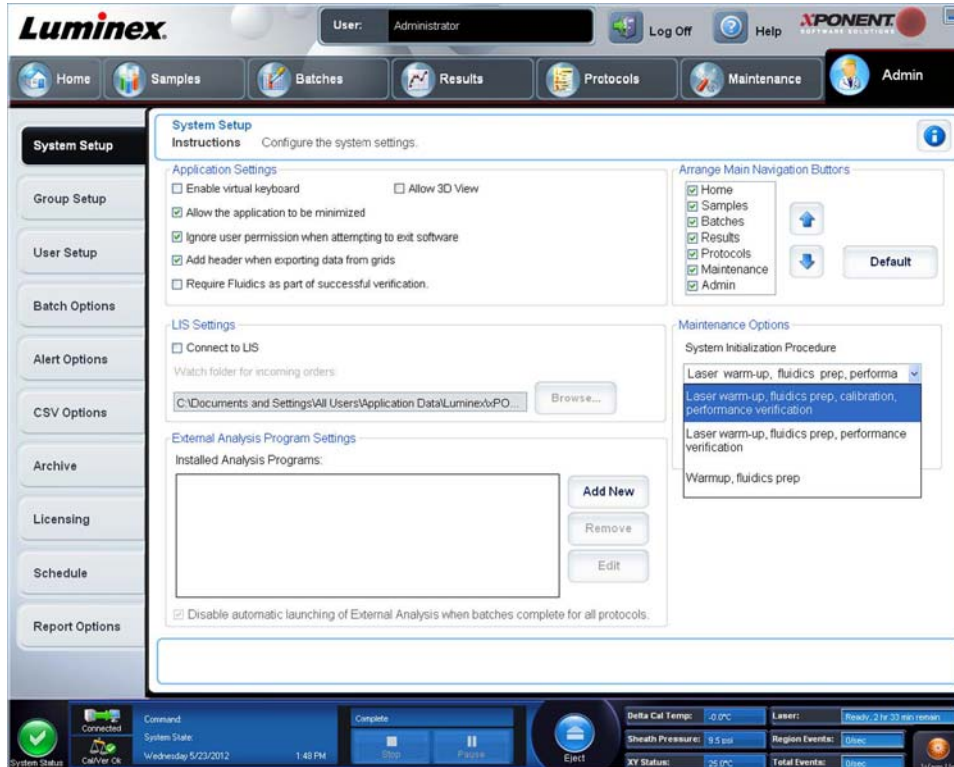 Luminex.
User: Administrator
Log Off
Help
XPONENT.
SOFTWARE SOLUTIONS
Home
Samples
Batches
Results
Protocols
Maintenance
Admin
System Setup
Group Setup
User Setup
Batch Options
Alert Options
CSV Options
Archive
Licensing
Schedule
Report Options
System Setup
Instructions Configure the system settings.
Application Settings
Enable virtual keyboard
Allow 3D View
Allow the application to be minimized
Ignore user permission when attempting to exit software
Add header when exporting data from grids
Require Fluidics as part of successful verification.
Arrange Main Navigation Buttons
Home
Samples
Batches
Results
Protocols
Maintenance
Admin
Default
LIS Settings
Connect to LIS
Watch folder for incoming orders:
C:\Documents and Settings\All Users\Application Data\Luminex\xPO...
Browse...
Maintenance Options
System Initialization Procedure
Laser warm-up, fluidics prep, performa
Laser warm-up, fluidics prep, calibration,
performance verification
Laser warm-up, fluidics prep, performance
verification
Warmup, fluidics prep
External Analysis Program Settings
Installed Analysis Programs:
Add New
Remove
Edit
Disable automatic launching of External Analysis when batches complete for all protocols.
System Status
Connected
Cal/Ver Ok
Command:
System State:
Wednesday 5/23/2012 1:48 PM
Complete
Stop
Pause
Eject
Delta Cal Temp: -0.0°C
Sheath Pressure: 9.5 psi
XY Status: 25.0°C
Laser: Ready, 2 hr 33 min remain
Region Events: 0/sec
Total Events: 0/sec